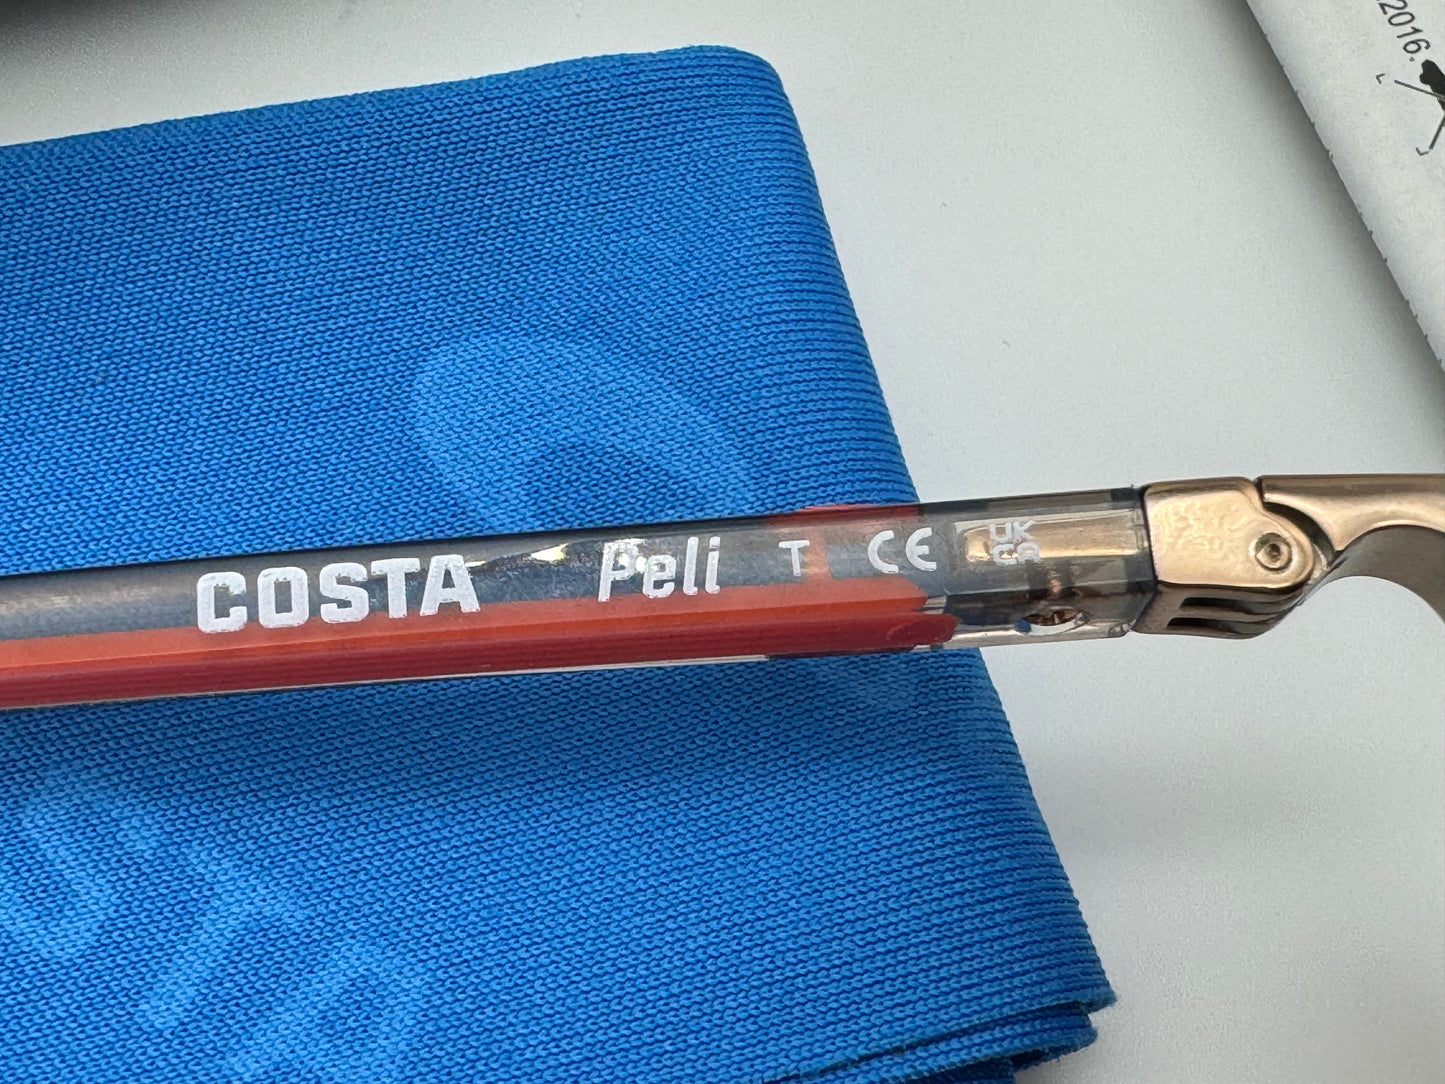 2016.
COSTA Peli T CE UK
CA